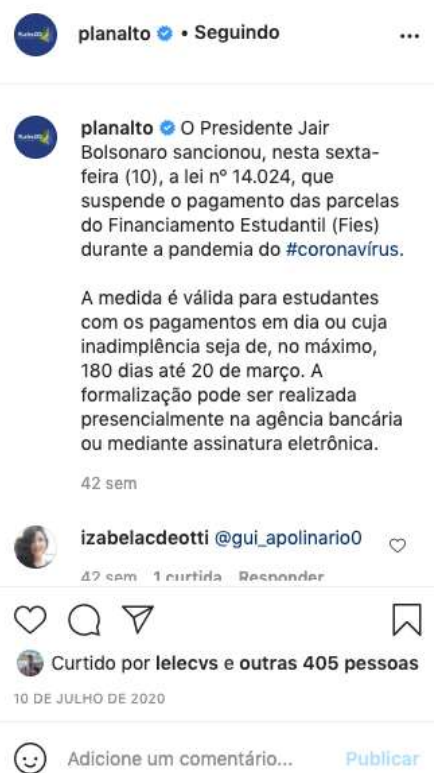 planalto • Seguindo
planalto O Presidente Jair
Bolsonaro sancionou, nesta sexta-
feira (10), a lei nº 14.024, que
suspende o pagamento das parcelas
do Financiamento Estudantil (Fies)
durante a pandemia do #coronavírus.
A medida é válida para estudantes
com os pagamentos em dia ou cuja
inadimplência seja de, no máximo,
180 dias até 20 de março. A
formalização pode ser realizada
presencialmente na agência bancária
ou mediante assinatura eletrônica.
42 sem
izabelacdeotti @gui_apolinario0
42 sem 1 curtida Responder
Curtido por lelecvs e outras 405 pessoas
10 DE JULHO DE 2020
Adicione um comentário... Publicar